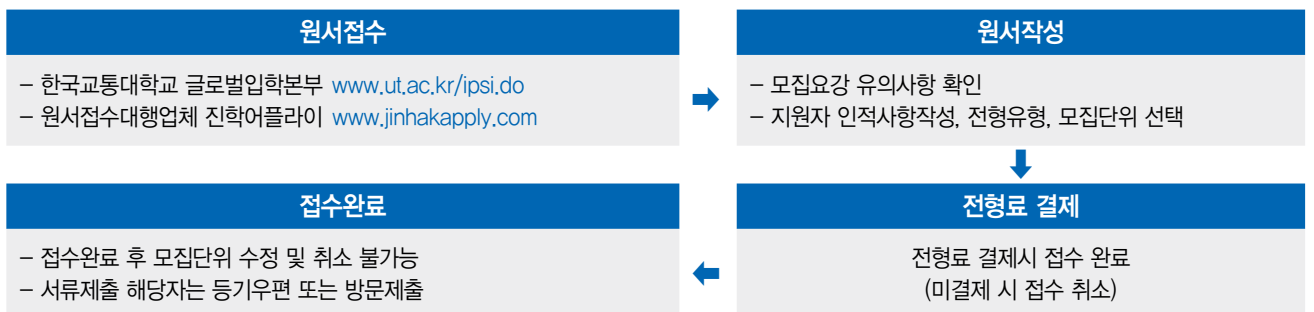 원서접수
– 한국교통대학교 글로벌입학본부 www.ut.ac.kr/ipsi.do
– 원서접수대행업체 진학어플라이 www.jinhakapply.com
원서작성
– 모집요강 유의사항 확인
– 지원자 인적사항작성, 전형유형, 모집단위 선택
전형료 결제
전형료 결제시 접수 완료
(미결제 시 접수 취소)
접수완료
– 접수완료 후 모집단위 수정 및 취소 불가능
– 서류제출 해당자는 등기우편 또는 방문제출